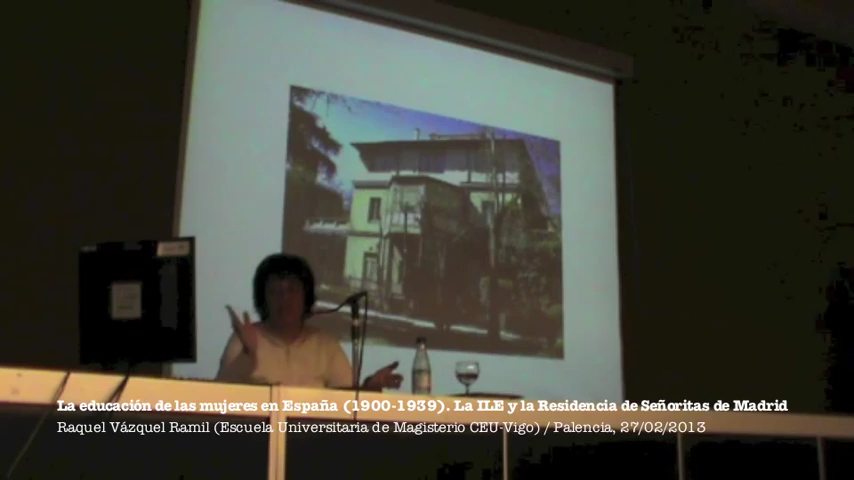 La educación de las mujeres en España (1900-1939). La ILE y la Residencia de Señoritas de Madrid
Raquel Vázquel Ramil (Escuela Universitaria de Magisterio CEU-Vigo) / Palencia, 27/02/2013